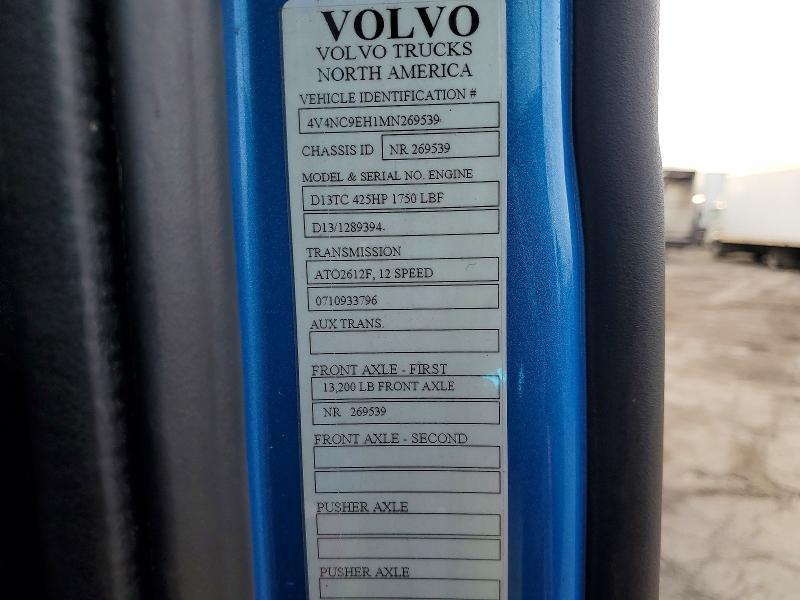 VOLVO
VOLVO TRUCKS
NORTH AMERICA
VEHICLE IDENTIFICATION #
4V4NC9EH1MN269539
CHASSIS ID NR 269539
MODEL & SERIAL NO. ENGINE
D13TC 425HP 1750 LBF
D13/1289394.
TRANSMISSION
ATO2612F, 12 SPEED
0710933796
AUX TRANS.
FRONT AXLE - FIRST
13,200 LB FRONT AXLE
NR 269539
FRONT AXLE - SECOND
PUSHER AXLE
PUSHER AXLE